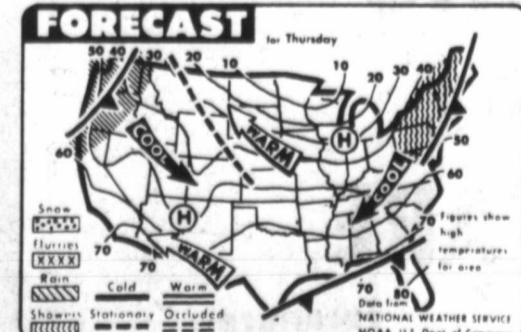 FORECAST
for Thursday
50 40 30 20 10 10 20 30 40
COOL
WARM
H
60
50
COOL
60
H
Snow
Flurries
XXXX
Rain
Showers
70
70
WARM
Cold Warm
Stationary Occluded
70
70
80
Figures show
high
temperatures
for area
Data from
NATIONAL WEATHER SERVICE
NOAA, U.S. Dept. of Commerce